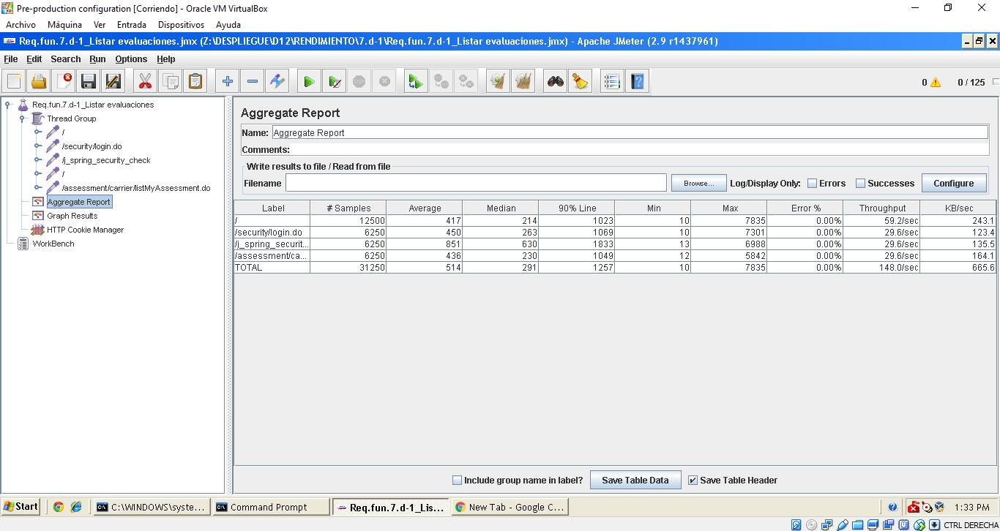 Pre-production configuration [Corriendo] - Oracle VM VirtualBox
Archivo Máquina Ver Entrada Dispositivos Ayuda
Req.fun.7.d-1_Listar evaluaciones.jmx (Z:\DESPLIEGUE\D12\RENDIMIENTO\7.d-1\Req.fun.7.d-1_Listar evaluaciones.jmx) - Apache JMeter (2.9 r1437961)
File Edit Search Run Options Help
0 0 / 125
Req.fun.7.d-1_Listar evaluaciones
Thread Group
/
/security/login.do
/j_spring_security_check
/
/assessment/carrier/listMyAssessment.do
Aggregate Report
Graph Results
HTTP Cookie Manager
WorkBench
Aggregate Report
Name: Aggregate Report
Comments:
Write results to file / Read from file
Filename Browse... Log/Display Only: Errors Successes Configure
Label # Samples Average Median 90% Line Min Max Error % Throughput KB/sec
/ 12500 417 214 1023 10 7835 0.00% 59.2/sec 243.1
/security/login.do 6250 450 263 1069 10 7301 0.00% 29.6/sec 123.4
/j_spring_securit... 6250 851 630 1833 13 6988 0.00% 29.6/sec 135.5
/assessment/ca... 6250 436 230 1049 12 5842 0.00% 29.6/sec 164.1
TOTAL 31250 514 291 1257 10 7835 0.00% 148.0/sec 665.6
Include group name in label? Save Table Data Save Table Header
Start C:\WINDOWS\syste... Command Prompt Req.fun.7.d-1_Lis... New Tab - Google C... 1:33 PM
CTRL DERECHA